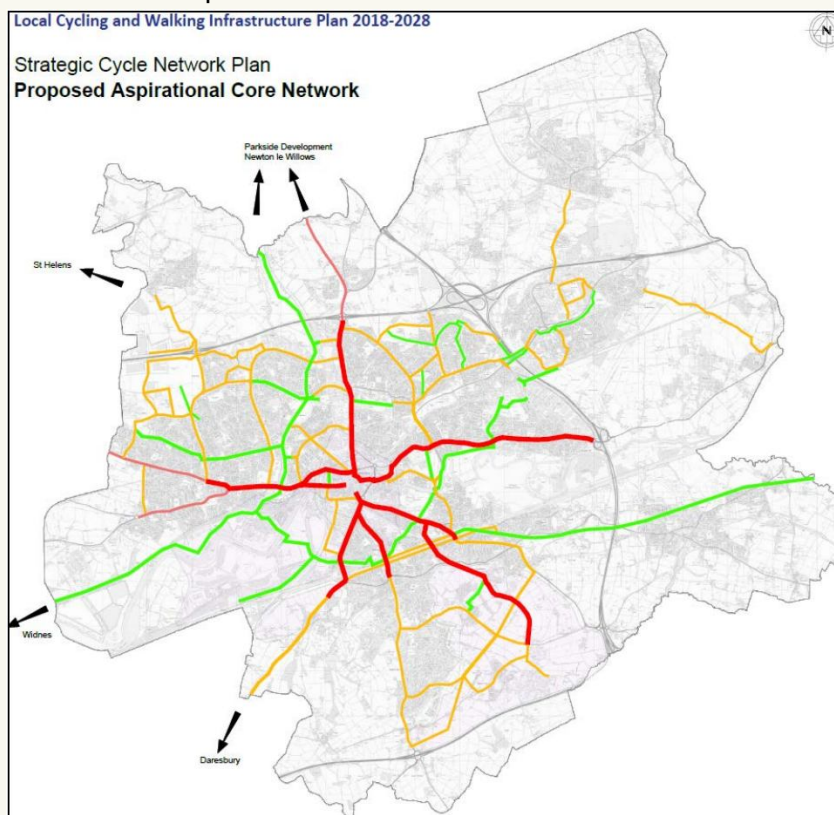 Local Cycling and Walking Infrastructure Plan 2018-2028
N
Strategic Cycle Network Plan
Proposed Aspirational Core Network
Parkside Development
Newton le Willows
St Helens
Widnes
Daresbury